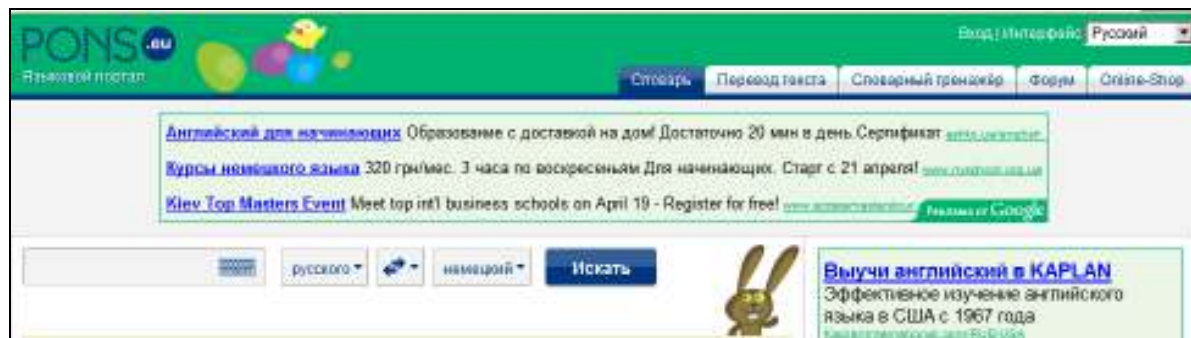 PONS.eu
Вход | Интерфейс Русский
Языковой портал
Словарь Перевод текста Словарный тренажёр Форум Online-Shop
Английский для начинающих Образование с доставкой на дом! Достаточно 20 мин в день. Сертификат
Курсы немецкого языка 320 грн/мес. 3 часа по воскресеньям Для начинающих. Старт с 21 апреля!
Kiev Top Masters Event Meet top int'l business schools on April 19 - Register for free!
Реклама от Google
русского немецкий Искать
Выучи английский в KAPLAN
Эффективное изучение английского
языка в США с 1967 года